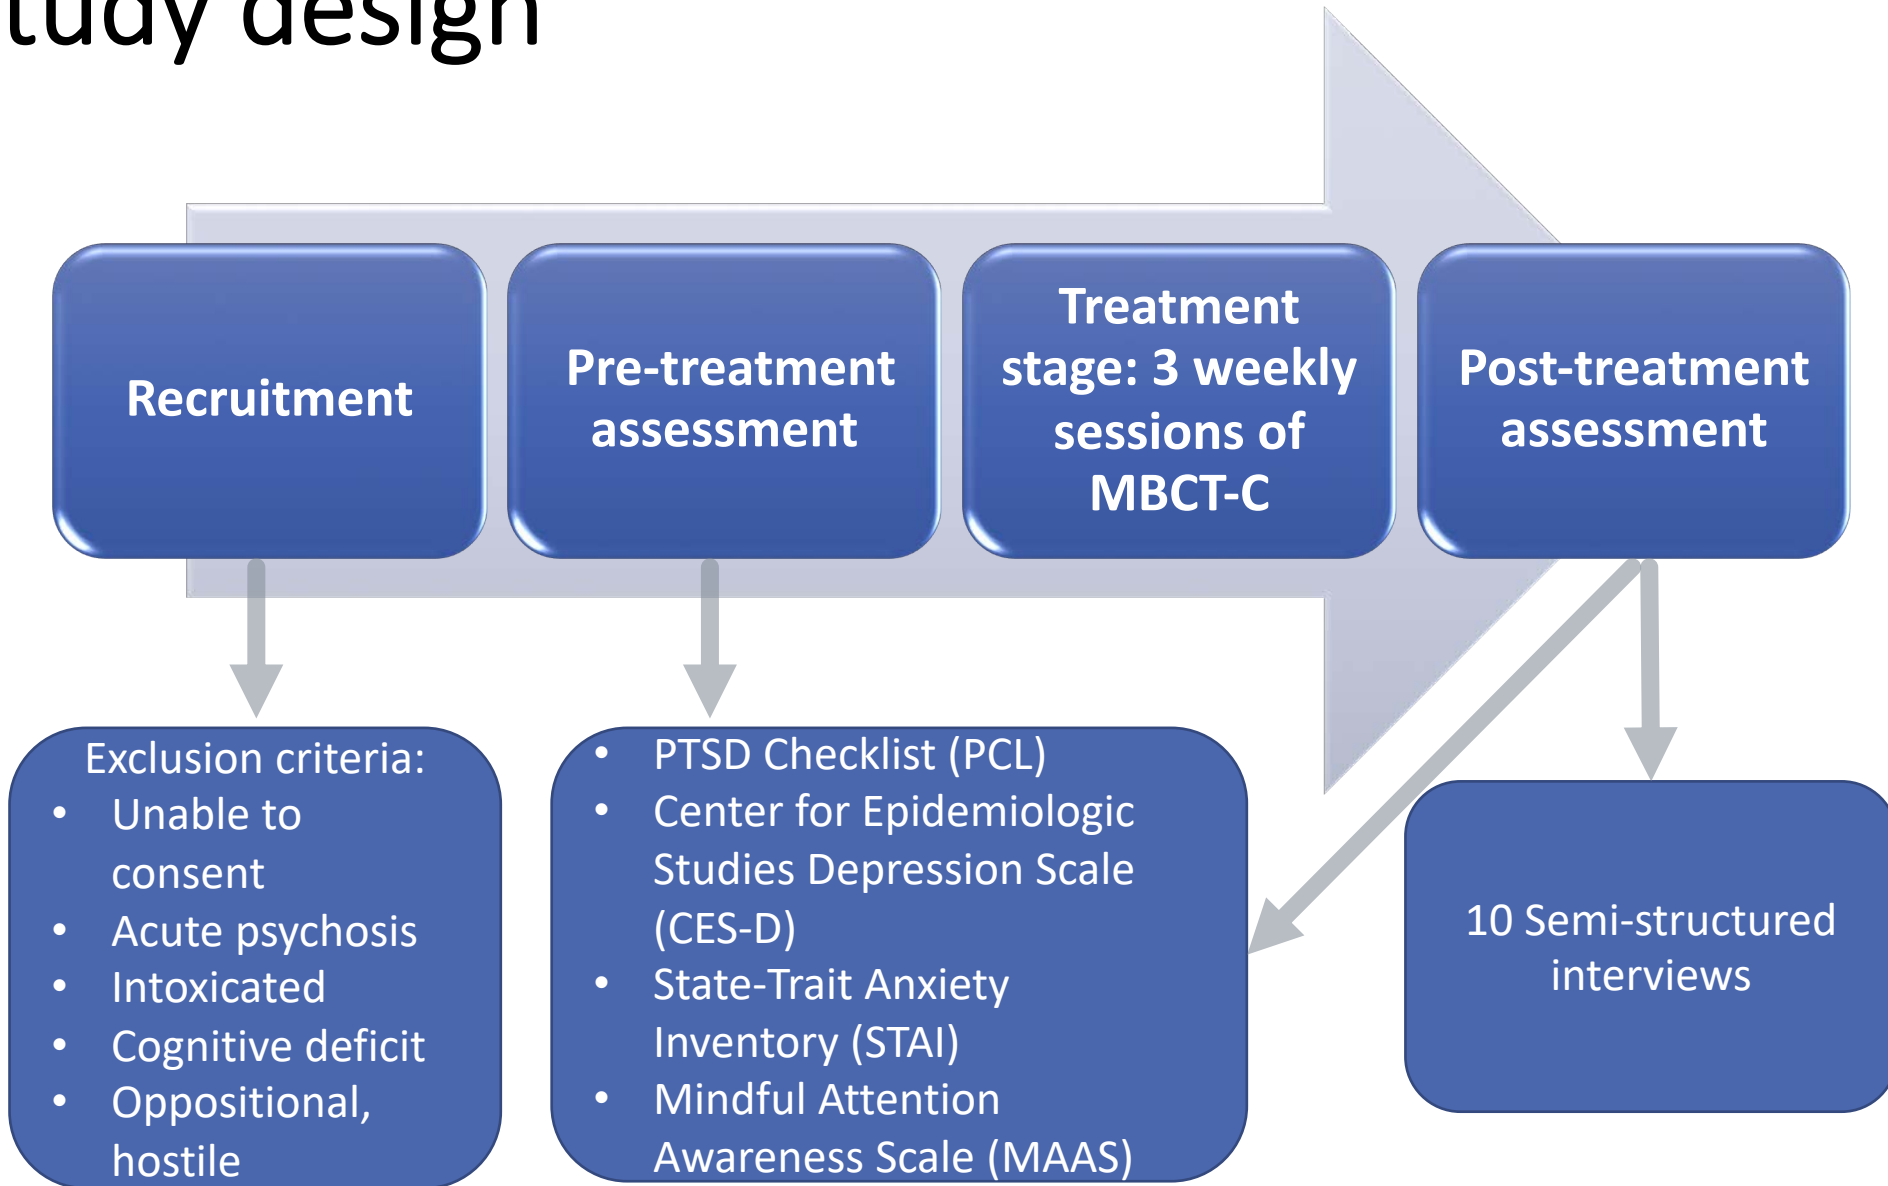 tudy design
Recruitment
Pre-treatment
assessment
Treatment
stage: 3 weekly
sessions of
MBCT-C
Post-treatment
assessment
Exclusion criteria:
• Unable to
consent
• Acute psychosis
• Intoxicated
• Cognitive deficit
• Oppositional,
hostile
• PTSD Checklist (PCL)
• Center for Epidemiologic
Studies Depression Scale
(CES-D)
• State-Trait Anxiety
Inventory (STAI)
• Mindful Attention
Awareness Scale (MAAS)
10 Semi-structured
interviews